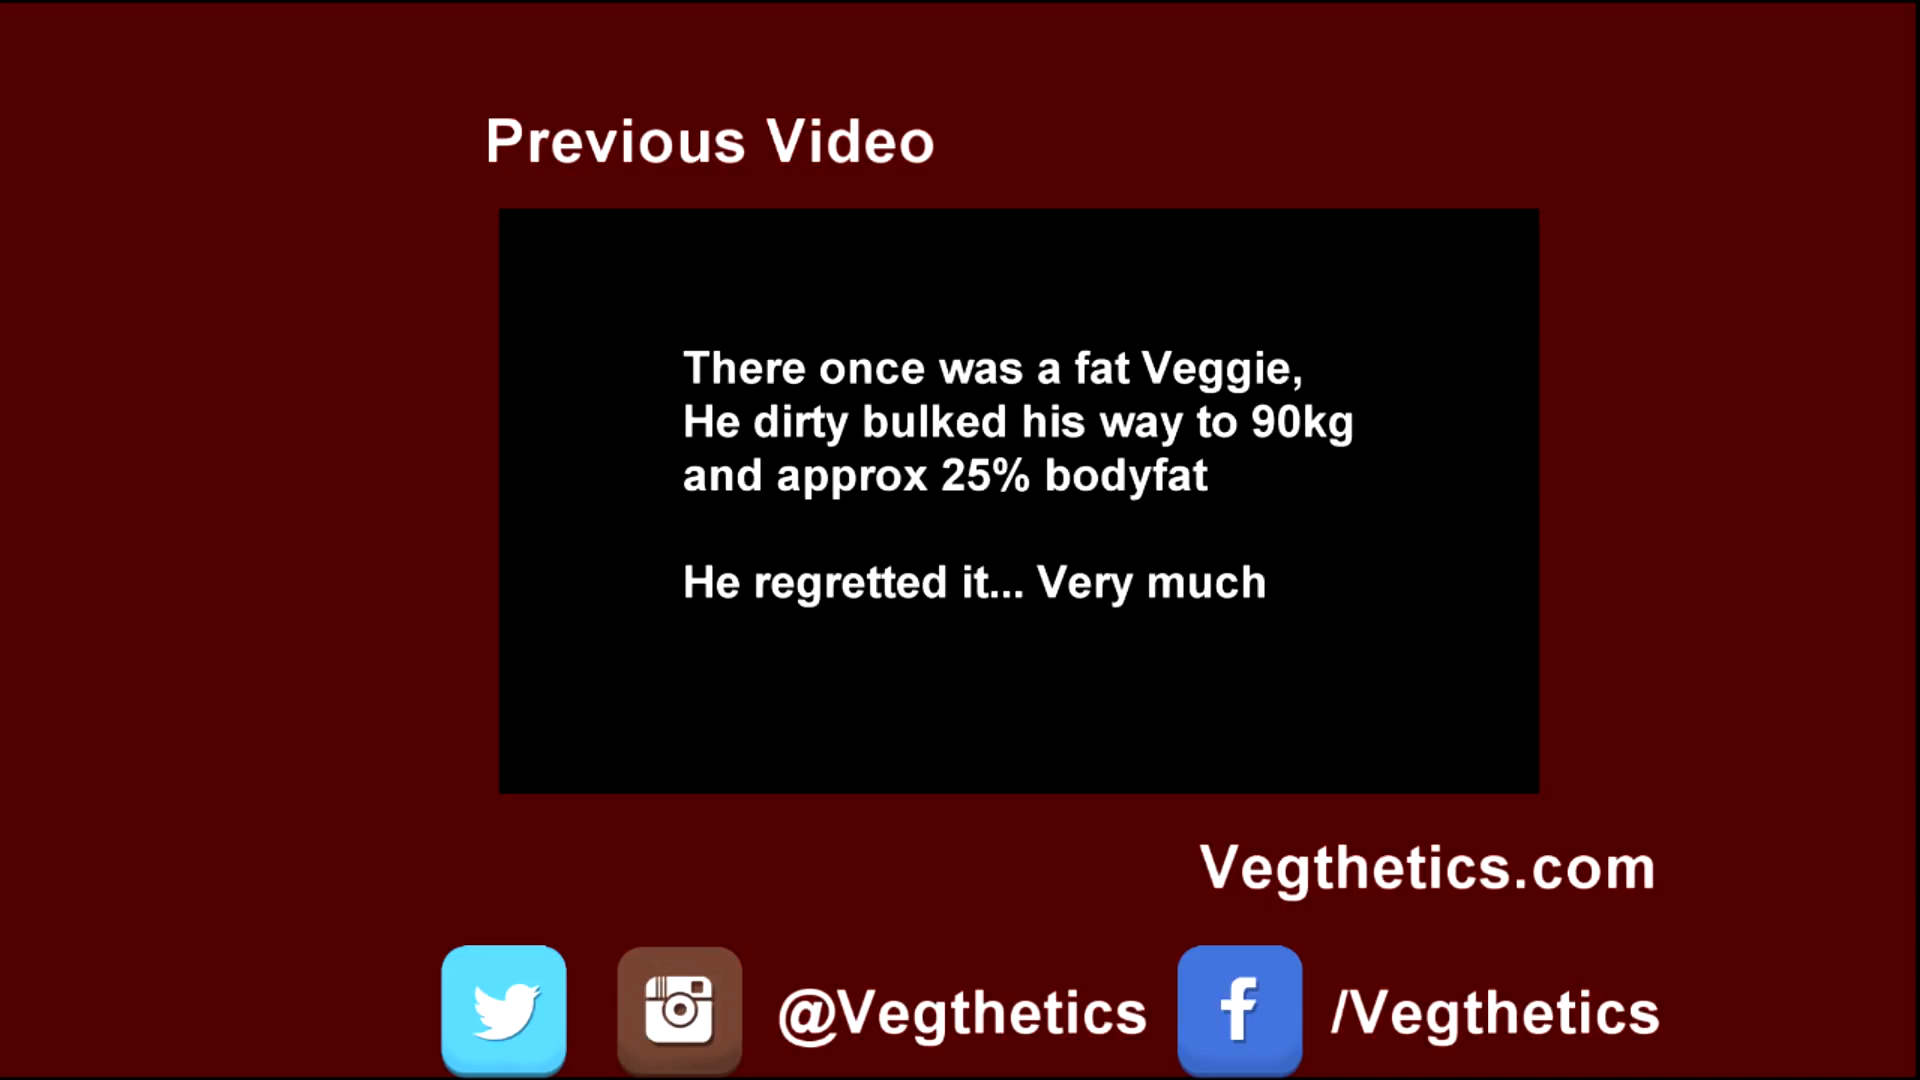 Previous Video
There once was a fat Veggie,
He dirty bulked his way to 90kg
and approx 25% bodyfat
He regretted it... Very much
Vegthetics.com
@Vegthetics
/Vegthetics